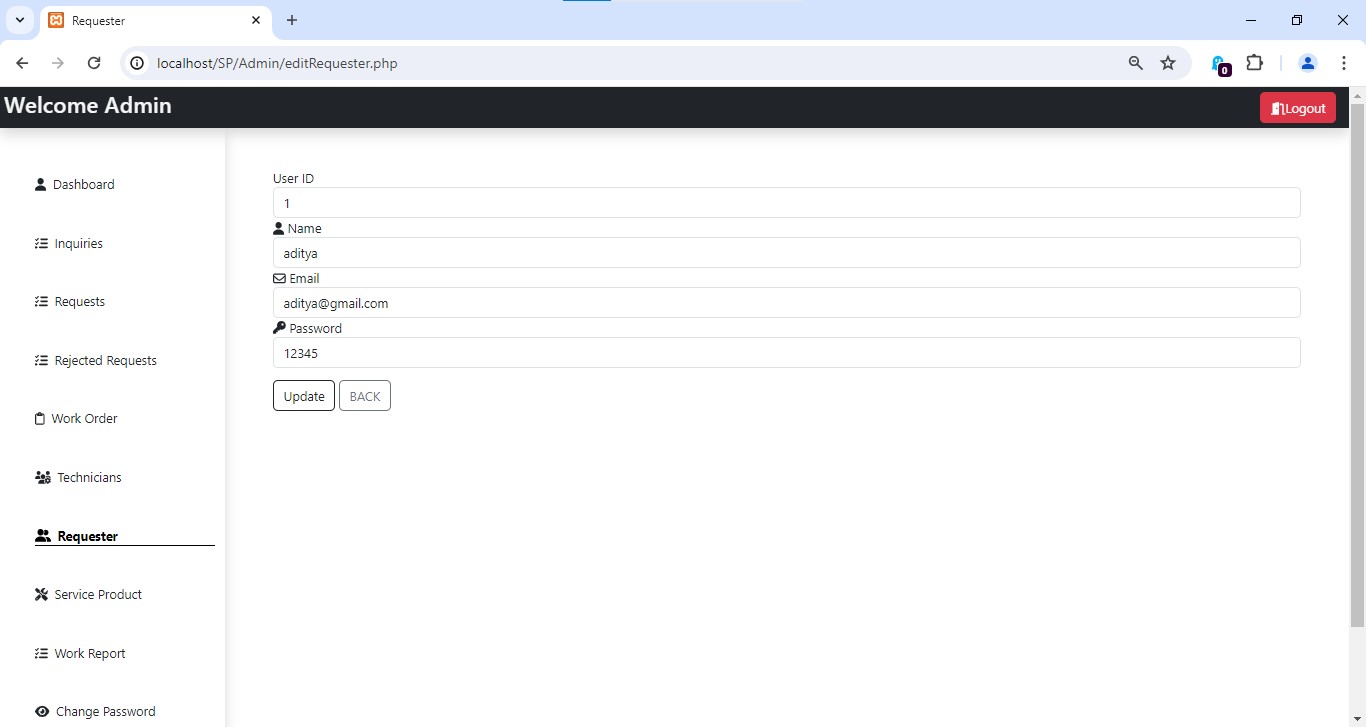 Requester
localhost/SP/Admin/editRequester.php
0
Welcome Admin
Logout
Dashboard
Inquiries
Requests
Rejected Requests
Work Order
Technicians
Requester
Service Product
Work Report
Change Password
User ID
1
Name
aditya
Email
aditya@gmail.com
Password
12345
Update BACK